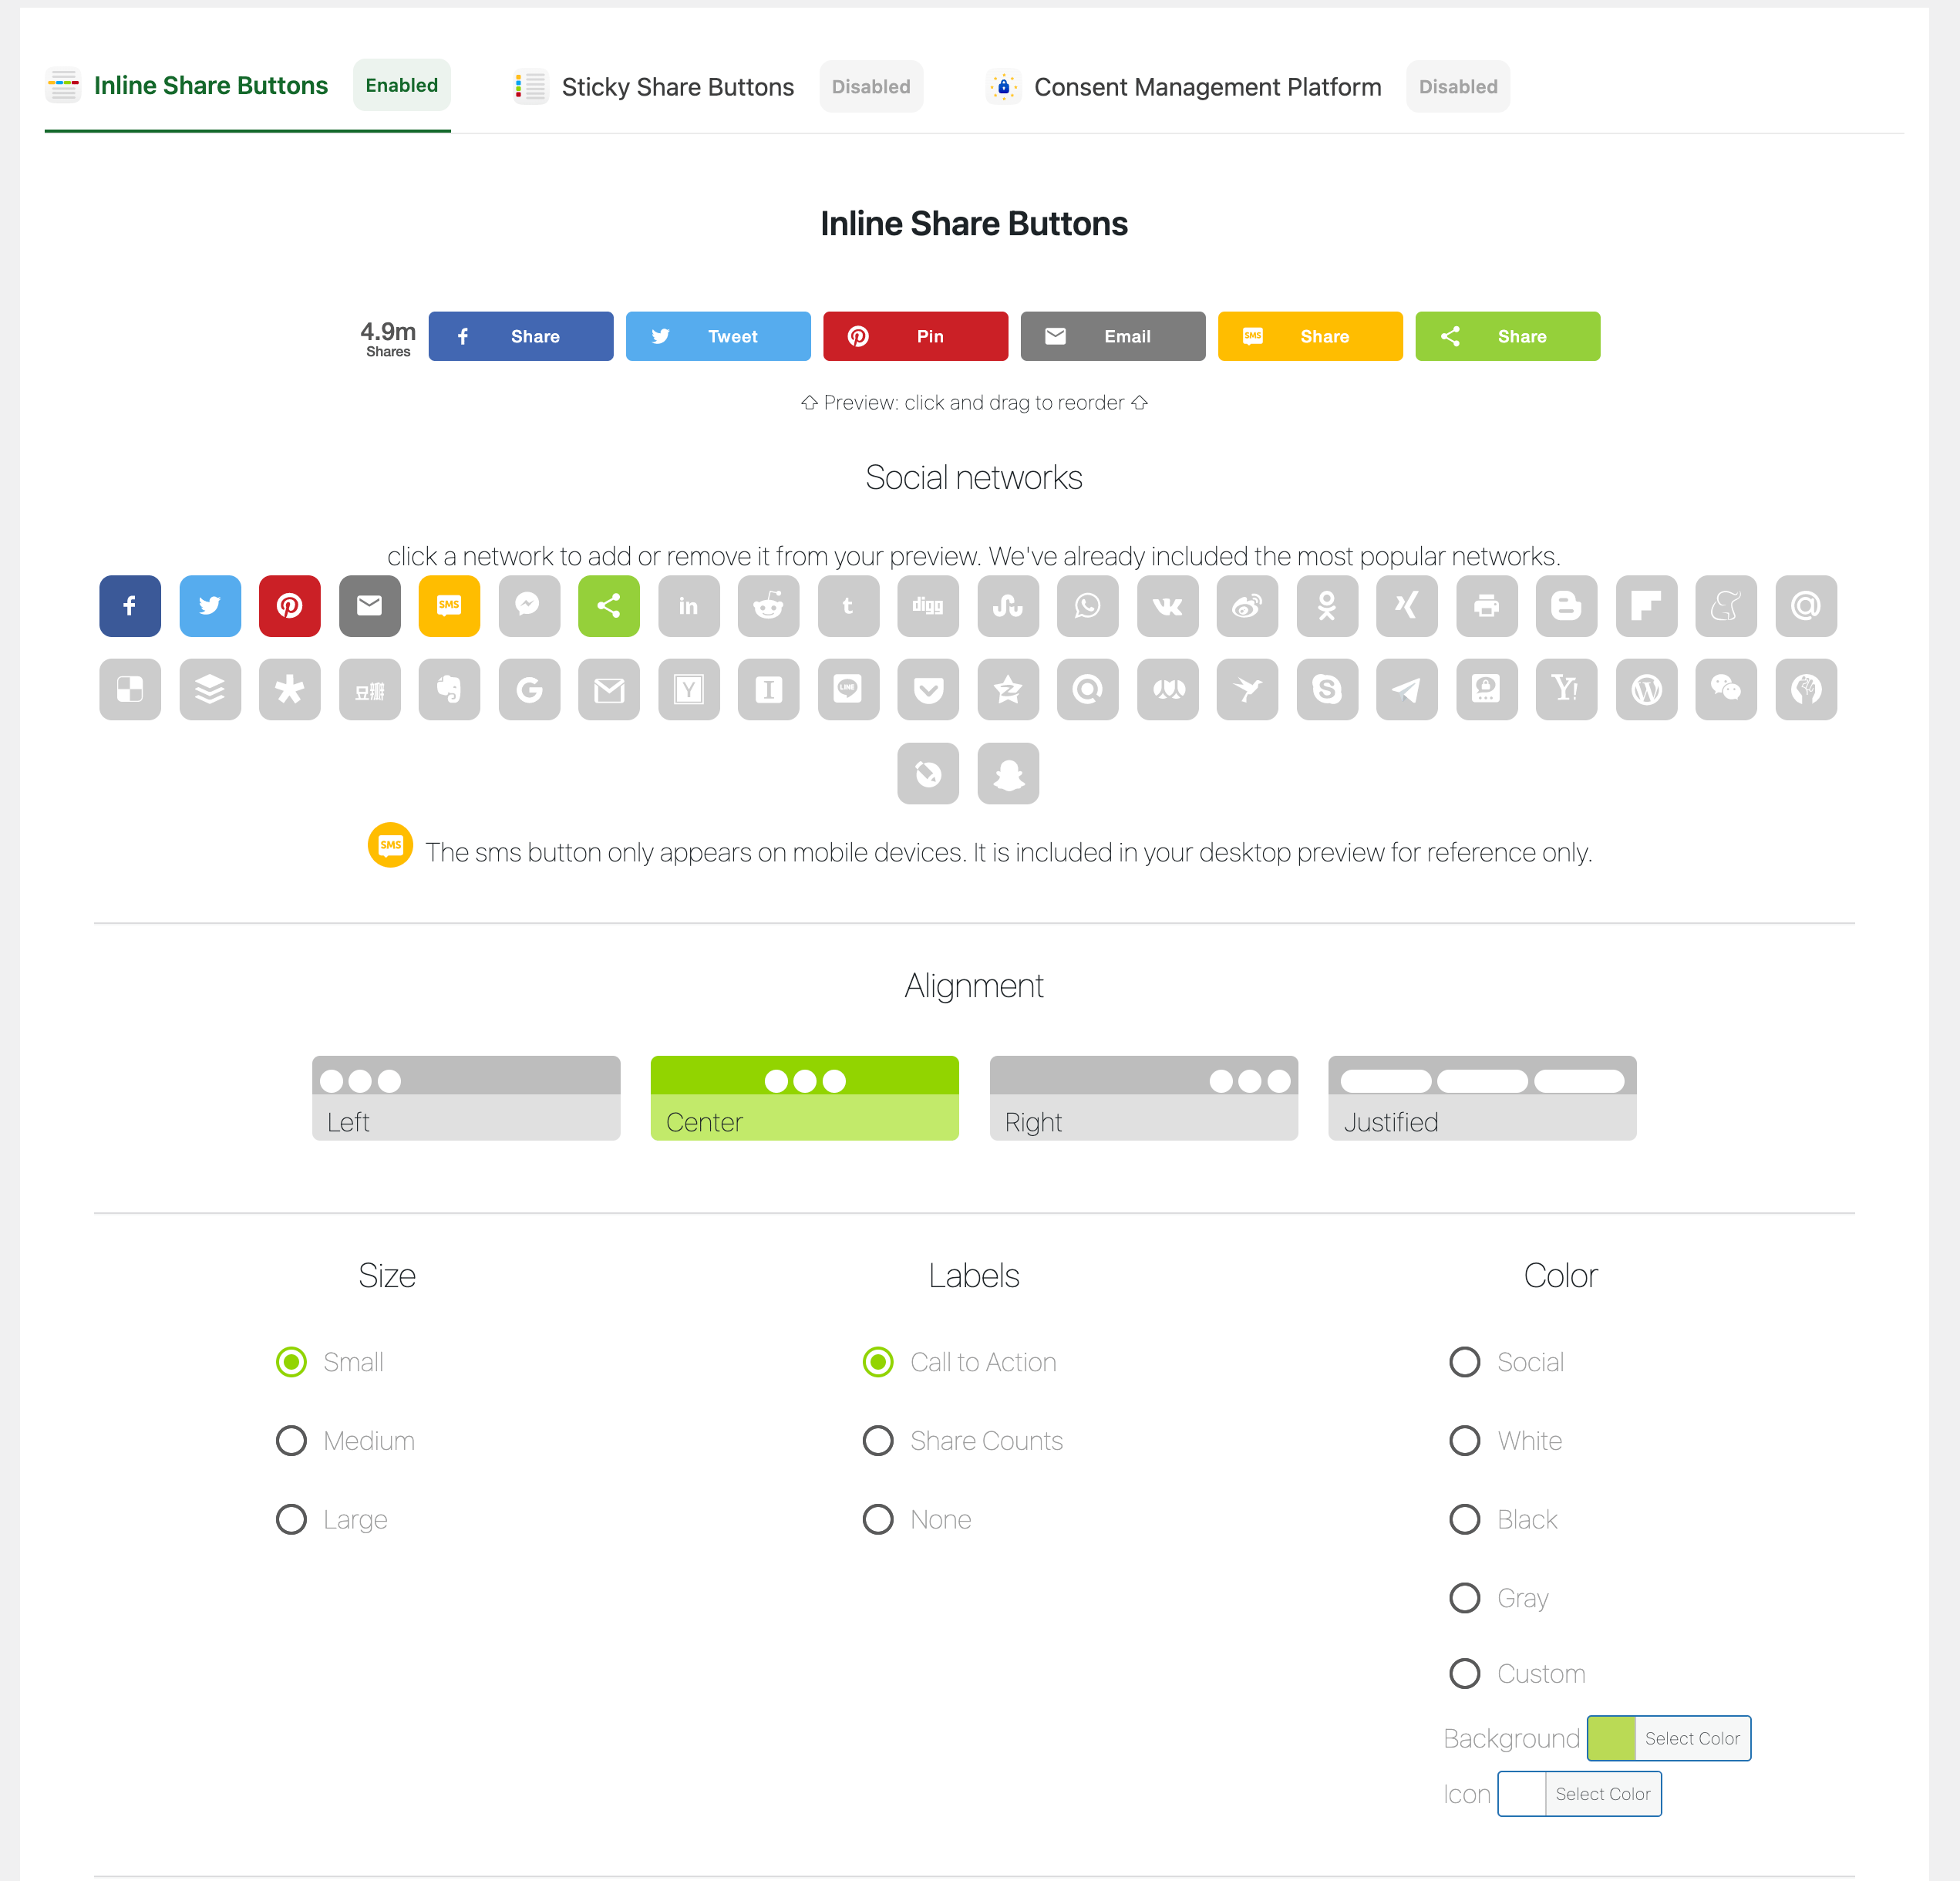 Inline Share Buttons Enabled Sticky Share Buttons Disabled Consent Management Platform Disabled
Inline Share Buttons
4.9m
Shares
Share Tweet Pin Email SMS Share Share
⇧ Preview: click and drag to reorder ⇧
Social networks
click a network to add or remove it from your preview. We've already included the most popular networks.
SMS in t digg
LINE
SMS The sms button only appears on mobile devices. It is included in your desktop preview for reference only.
Alignment
Left Center Right Justified
Size Labels Color
Small Call to Action Social
Medium Share Counts White
Large None Black
Gray
Custom
Background Select Color
Icon Select Color